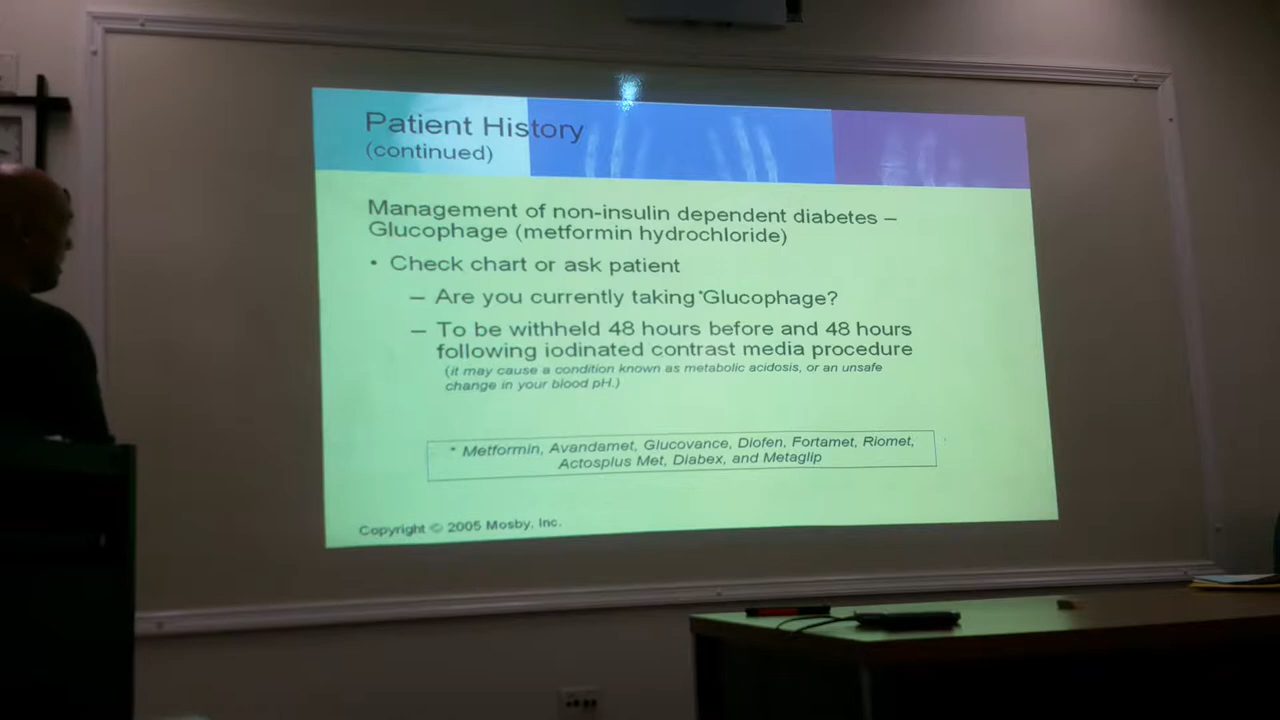 Patient History
(continued)
Management of non-insulin dependent diabetes –
Glucophage (metformin hydrochloride)
• Check chart or ask patient
– Are you currently taking *Glucophage?
– To be withheld 48 hours before and 48 hours
following iodinated contrast media procedure
(it may cause a condition known as metabolic acidosis, or an unsafe
change in your blood pH.)
* Metformin, Avandamet, Glucovance, Diofen, Fortamet, Riomet,
Actosplus Met, Diabex, and Metaglip
Copyright © 2005 Mosby, Inc.